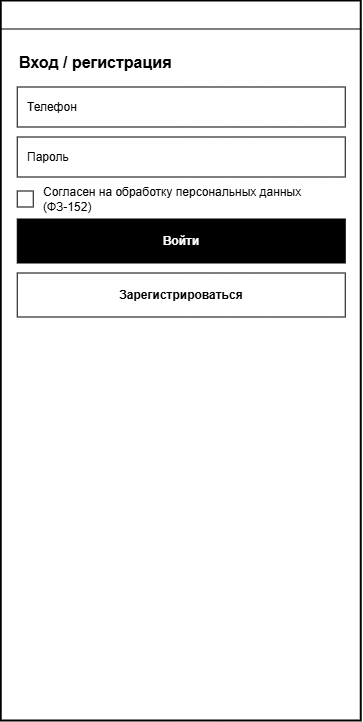 Вход / регистрация
Телефон
Пароль
Согласен на обработку персональных данных
(ФЗ-152)
Войти
Зарегистрироваться